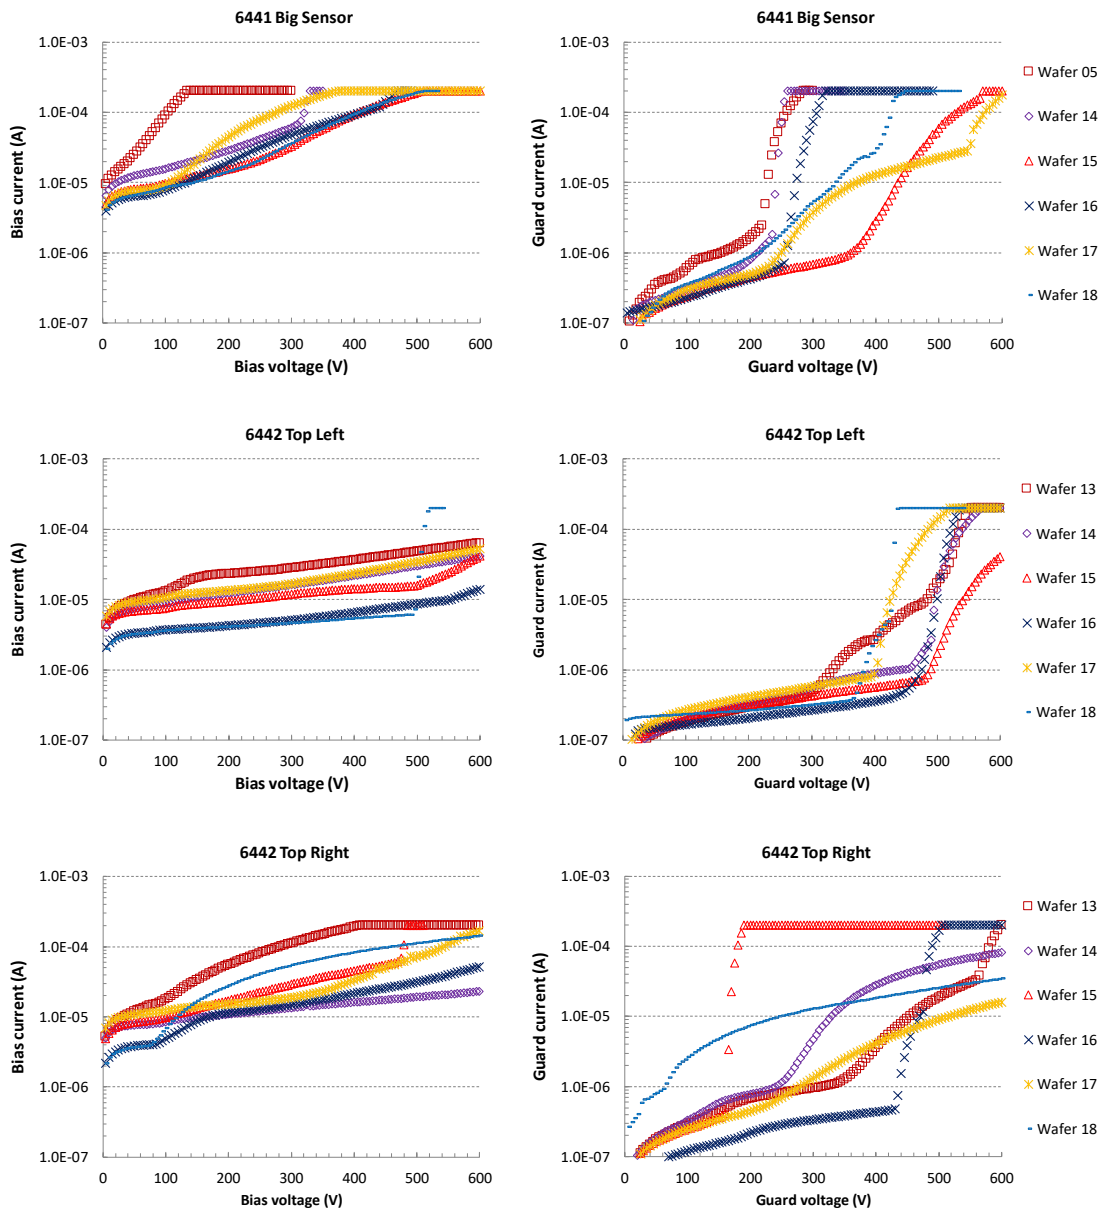 6441 Big Sensor
1.0E-03
1.0E-04
1.0E-05
1.0E-06
1.0E-07
Bias current (A)
0 100 200 300 400 500 600
Bias voltage (V)
6441 Big Sensor
1.0E-03
1.0E-04
1.0E-05
1.0E-06
1.0E-07
Guard current (A)
0 100 200 300 400 500 600
Guard voltage (V)
Wafer 05
Wafer 14
Wafer 15
Wafer 16
Wafer 17
Wafer 18
6442 Top Left
1.0E-03
1.0E-04
1.0E-05
1.0E-06
1.0E-07
Bias current (A)
0 100 200 300 400 500 600
Bias voltage (V)
6442 Top Left
1.0E-03
1.0E-04
1.0E-05
1.0E-06
1.0E-07
Guard current (A)
0 100 200 300 400 500 600
Guard voltage (V)
Wafer 13
Wafer 14
Wafer 15
Wafer 16
Wafer 17
Wafer 18
6442 Top Right
1.0E-03
1.0E-04
1.0E-05
1.0E-06
1.0E-07
Bias current (A)
0 100 200 300 400 500 600
Bias voltage (V)
6442 Top Right
1.0E-03
1.0E-04
1.0E-05
1.0E-06
1.0E-07
Guard current (A)
0 100 200 300 400 500 600
Guard voltage (V)
Wafer 13
Wafer 14
Wafer 15
Wafer 16
Wafer 17
Wafer 18